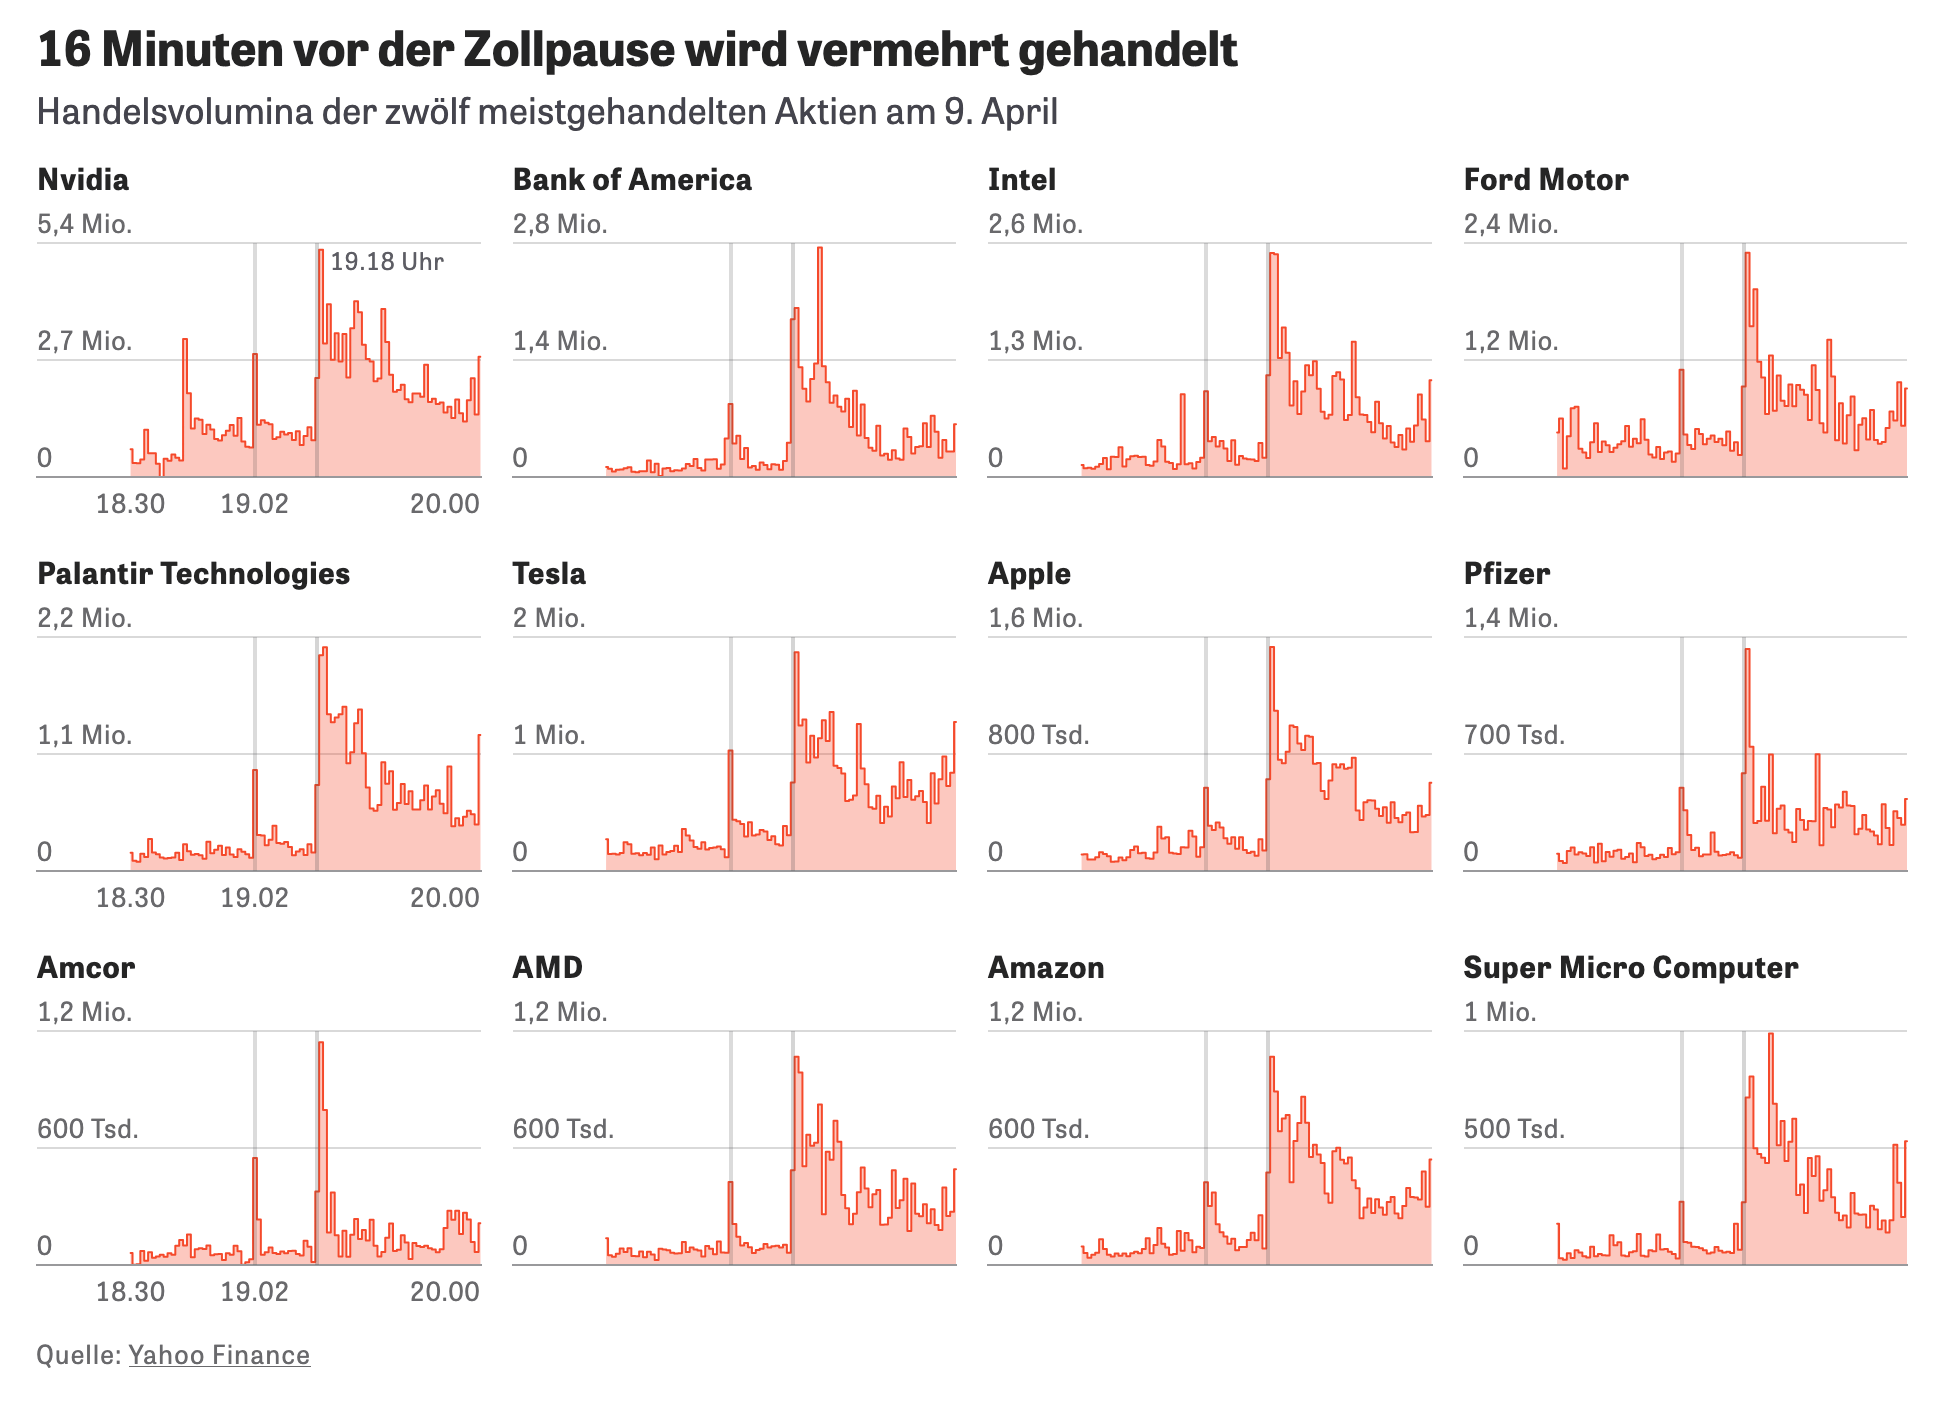 16 Minuten vor der Zollpause wird vermehrt gehandelt
Handelsvolumina der zwölf meistgehandelten Aktien am 9. April
Nvidia
5,4 Mio.
19.18 Uhr
2,7 Mio.
0
18.30 19.02 20.00
Bank of America
2,8 Mio.
1,4 Mio.
0
Intel
2,6 Mio.
1,3 Mio.
0
Ford Motor
2,4 Mio.
1,2 Mio.
0
Palantir Technologies
2,2 Mio.
1,1 Mio.
0
18.30 19.02 20.00
Tesla
2 Mio.
1 Mio.
0
Apple
1,6 Mio.
800 Tsd.
0
Pfizer
1,4 Mio.
700 Tsd.
0
Amcor
1,2 Mio.
600 Tsd.
0
18.30 19.02 20.00
AMD
1,2 Mio.
600 Tsd.
0
Amazon
1,2 Mio.
600 Tsd.
0
Super Micro Computer
1 Mio.
500 Tsd.
0
Quelle: Yahoo Finance